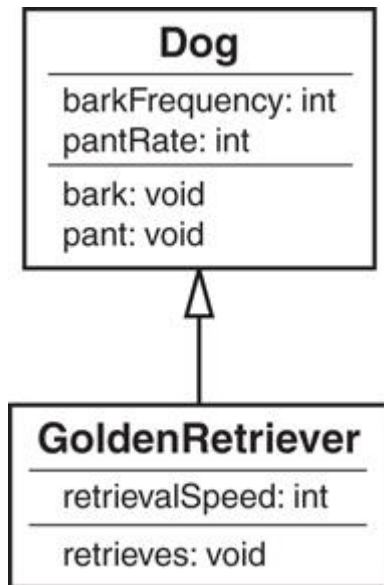 Dog
barkFrequency: int
pantRate: int
bark: void
pant: void
GoldenRetriever
retrievalSpeed: int
retrieves: void